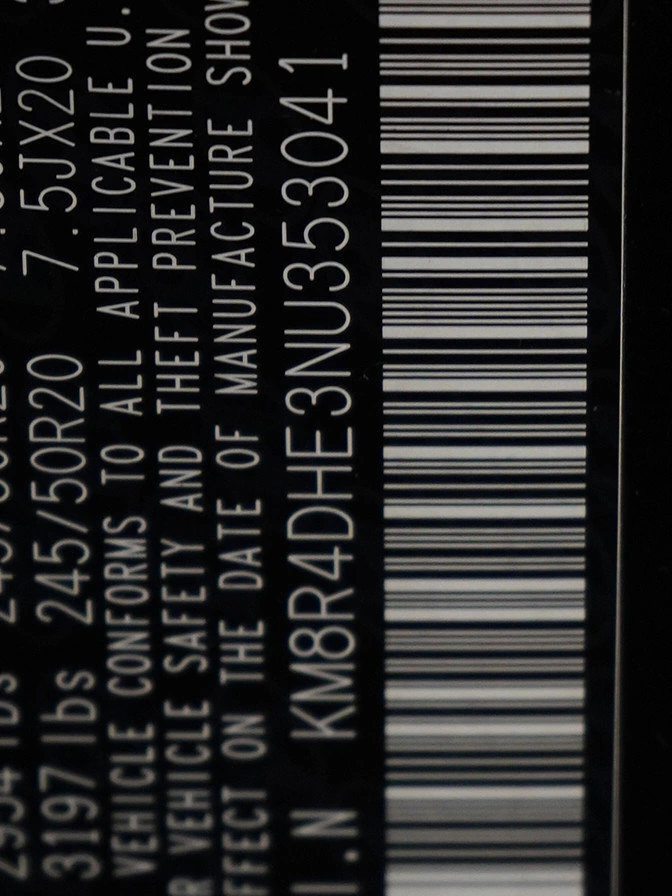 3197 lbs 245/50R20 7.5JX20
VEHICLE CONFORMS TO ALL APPLICABLE U.
R VEHICLE SAFETY AND THEFT PREVENTION
FFECT ON THE DATE OF MANUFACTURE SHOW
I.N KM8R4DHE3NU353041